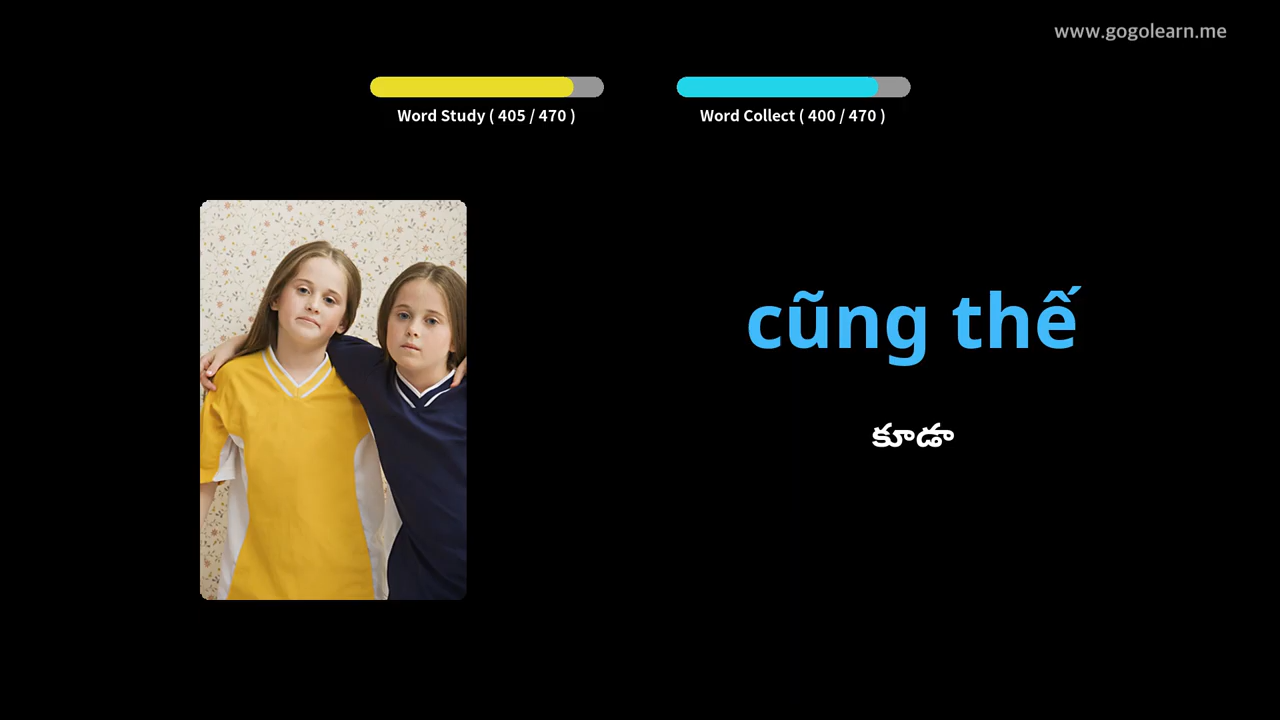 www.gogolearn.me
Word Study ( 405 / 470 )
Word Collect ( 400 / 470 )
cũng thế
కూడా